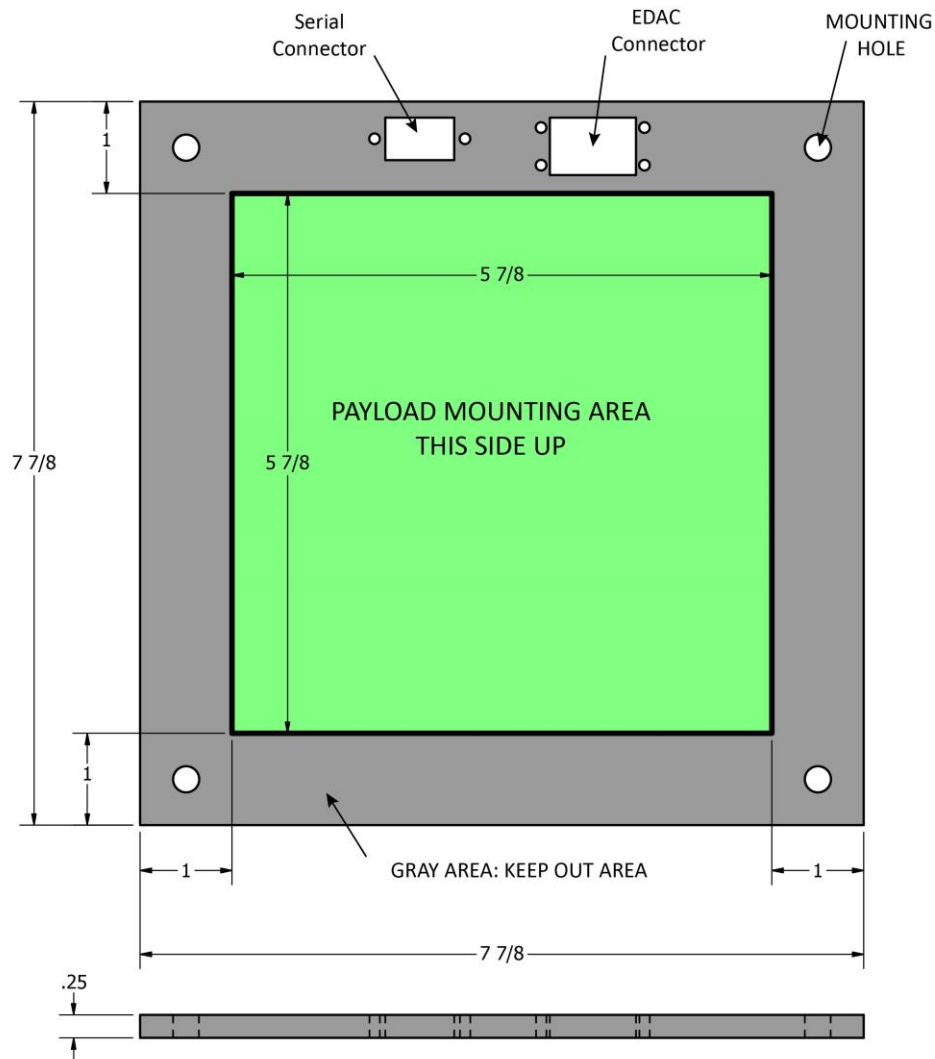 Serial
Connector
EDAC
Connector
MOUNTING
HOLE
1
5 7/8
PAYLOAD MOUNTING AREA
THIS SIDE UP
7 7/8
5 7/8
1
1
GRAY AREA: KEEP OUT AREA
1
7 7/8
.25